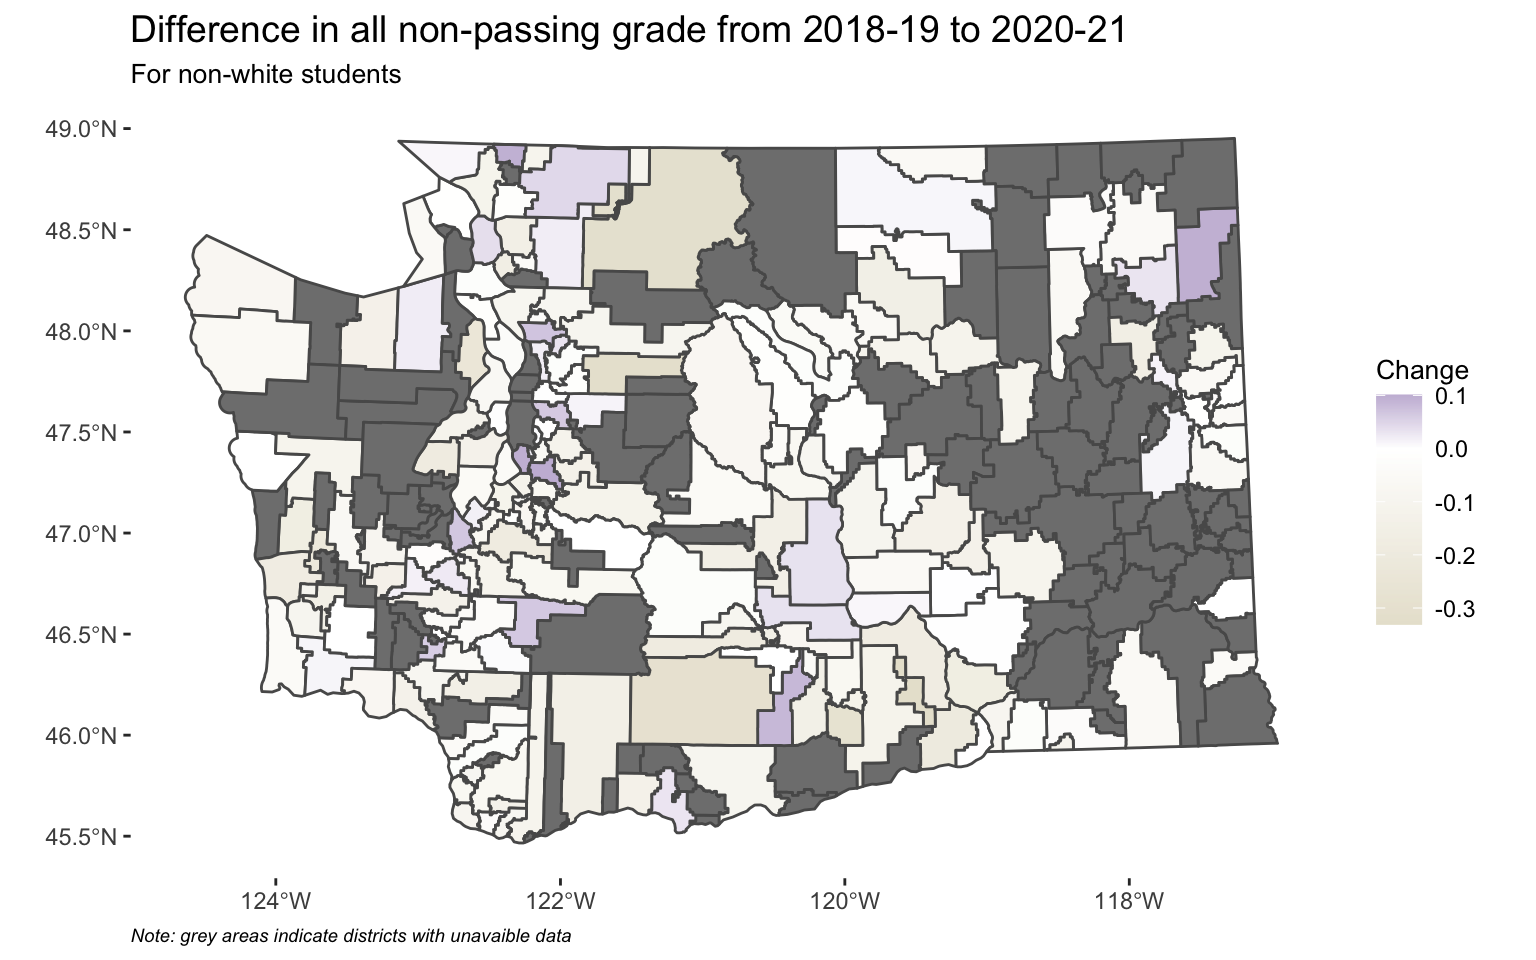 Difference in all non-passing grade from 2018-19 to 2020-21
For non-white students
49.0°N
48.5°N
48.0°N
47.5°N
47.0°N
46.5°N
46.0°N
45.5°N
124°W
122°W
120°W
118°W
Change
0.1
0.0
-0.1
-0.2
-0.3
Note: grey areas indicate districts with unavaible data